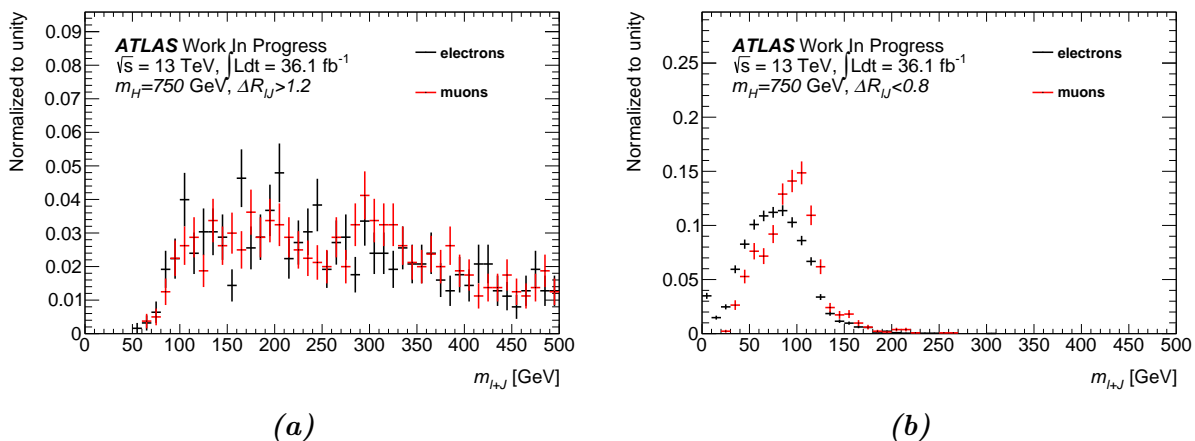 Normalized to unity
0.09
0.08
0.07
0.06
0.05
0.04
0.03
0.02
0.01
0
ATLAS Work In Progress
√s = 13 TeV, ∫Ldt = 36.1 fb⁻¹
m_H=750 GeV, ΔR_lJ>1.2
electrons
muons
0 50 100 150 200 250 300 350 400 450 500
m_l+J [GeV]
(a)
Normalized to unity
0.25
0.2
0.15
0.1
0.05
0
ATLAS Work In Progress
√s = 13 TeV, ∫Ldt = 36.1 fb⁻¹
m_H=750 GeV, ΔR_lJ<0.8
electrons
muons
0 50 100 150 200 250 300 350 400 450 500
m_l+J [GeV]
(b)